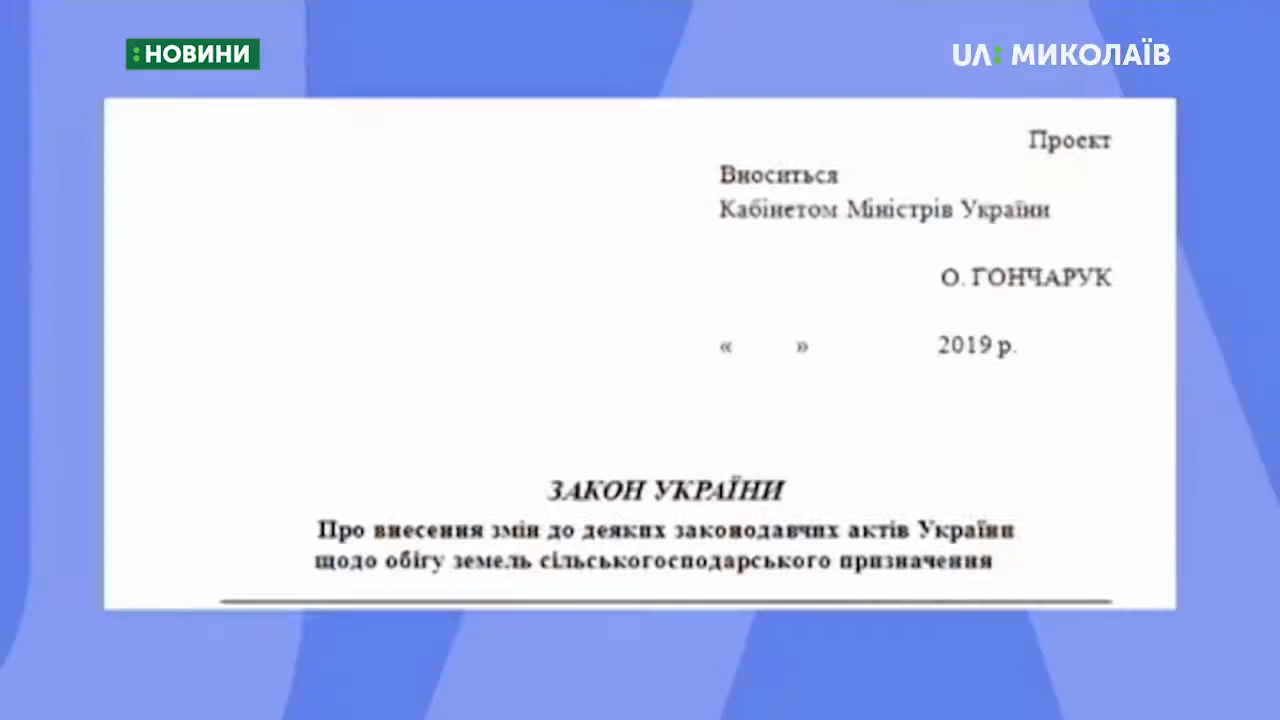 :НОВИНИ
UA: МИКОЛАЇВ
Проект
Вноситься
Кабінетом Міністрів України
О. ГОНЧАРУК
« » 2019 р.
ЗАКОН УКРАЇНИ
Про внесення змін до деяких законодавчих актів України
щодо обігу земель сільськогосподарського призначення